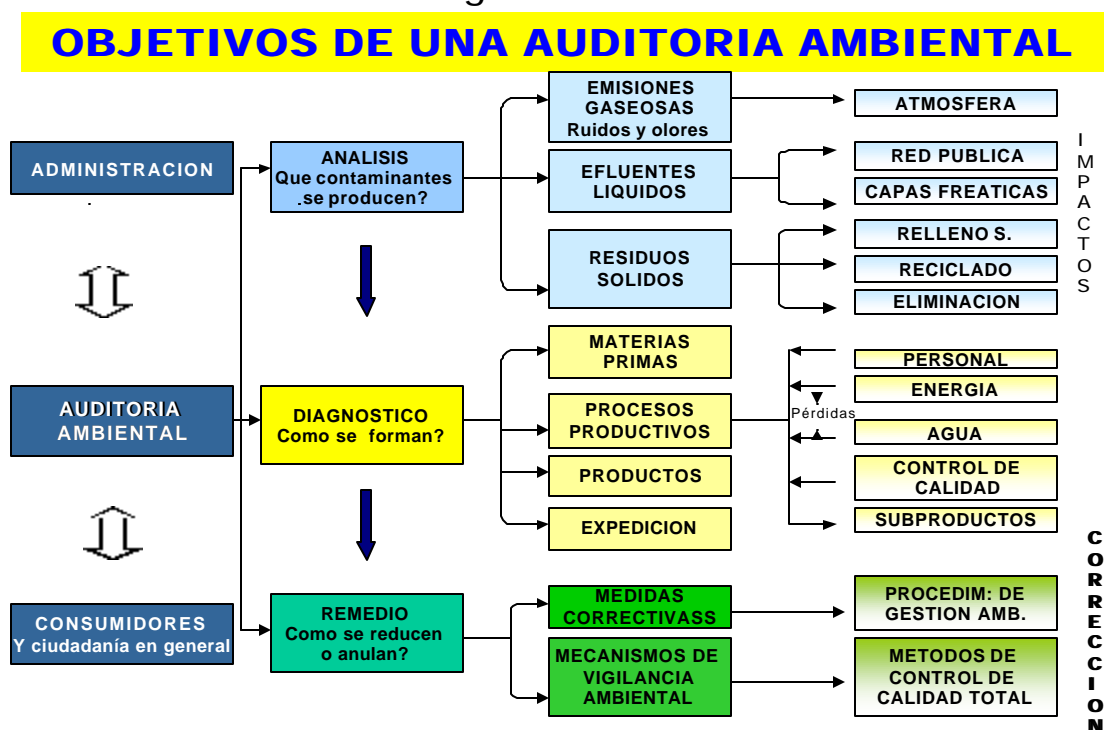 OBJETIVOS DE UNA AUDITORIA AMBIENTAL
ADMINISTRACION
AUDITORIA
AMBIENTAL
CONSUMIDORES
Y ciudadanía en general
ANALISIS
Que contaminantes
.se producen?
DIAGNOSTICO
Como se forman?
REMEDIO
Como se reducen
o anulan?
EMISIONES
GASEOSAS
Ruidos y olores
EFLUENTES
LIQUIDOS
RESIDUOS
SOLIDOS
MATERIAS
PRIMAS
PROCESOS
PRODUCTIVOS
PRODUCTOS
EXPEDICION
MEDIDAS
CORRECTIVASS
MECANISMOS DE
VIGILANCIA
AMBIENTAL
ATMOSFERA
RED PUBLICA
CAPAS FREATICAS
RELLENO S.
RECICLADO
ELIMINACION
PERSONAL
ENERGIA
Pérdidas
AGUA
CONTROL DE
CALIDAD
SUBPRODUCTOS
PROCEDIM: DE
GESTION AMB.
METODOS DE
CONTROL DE
CALIDAD TOTAL
IMPACTOS
CORRECCION